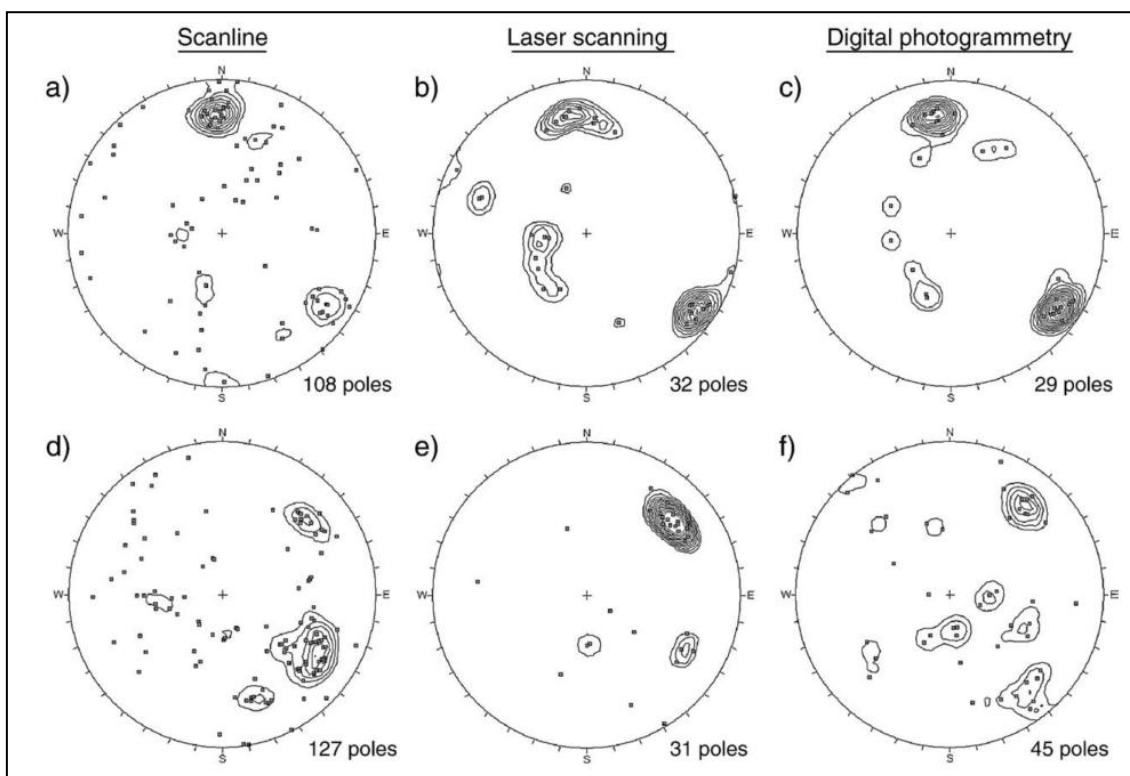 Scanline Laser scanning Digital photogrammetry
a) N W E S 108 poles
b) N W E S 32 poles
c) N W E S 29 poles
d) N W E S 127 poles
e) N W E S 31 poles
f) N W E S 45 poles